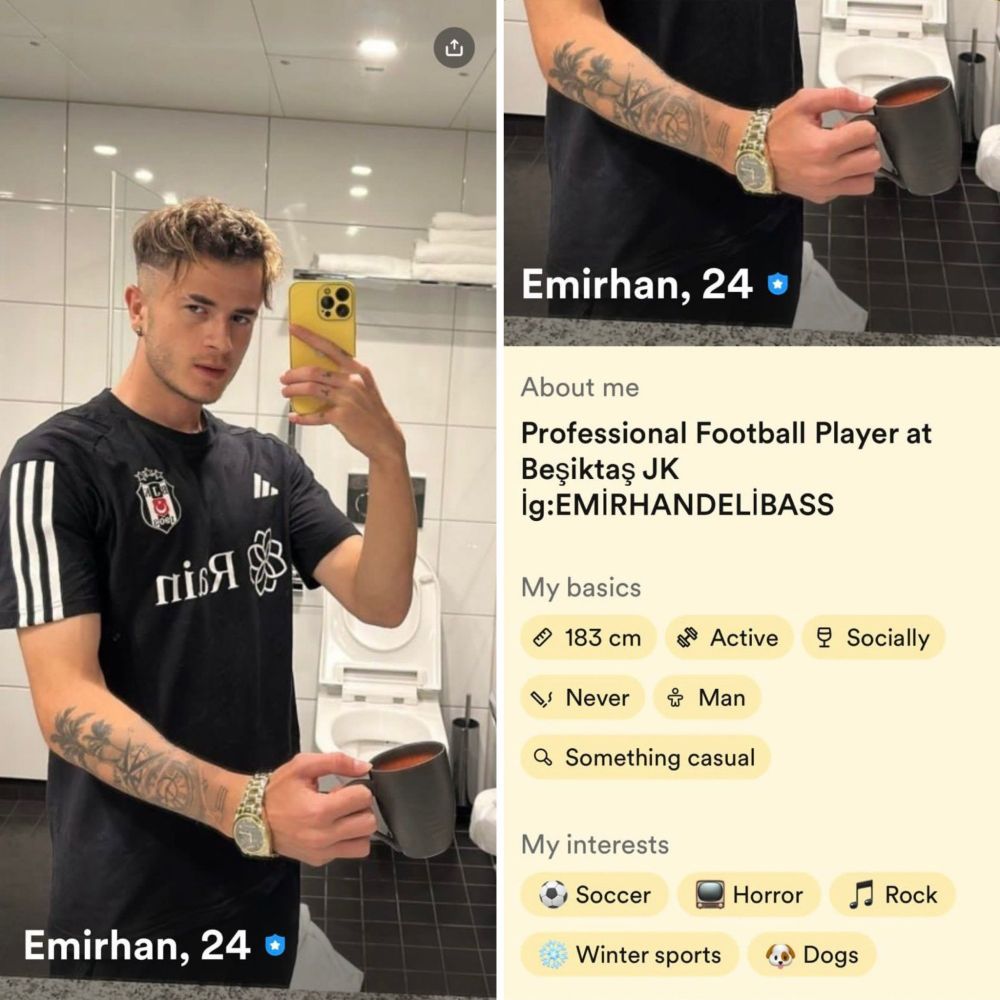 Rain
Emirhan, 24
Emirhan, 24
About me
Professional Football Player at
Beşiktaş JK
İg:EMİRHANDELİBASS
My basics
183 cm
Active
Socially
Never
Man
Something casual
My interests
Soccer
Horror
Rock
Winter sports
Dogs